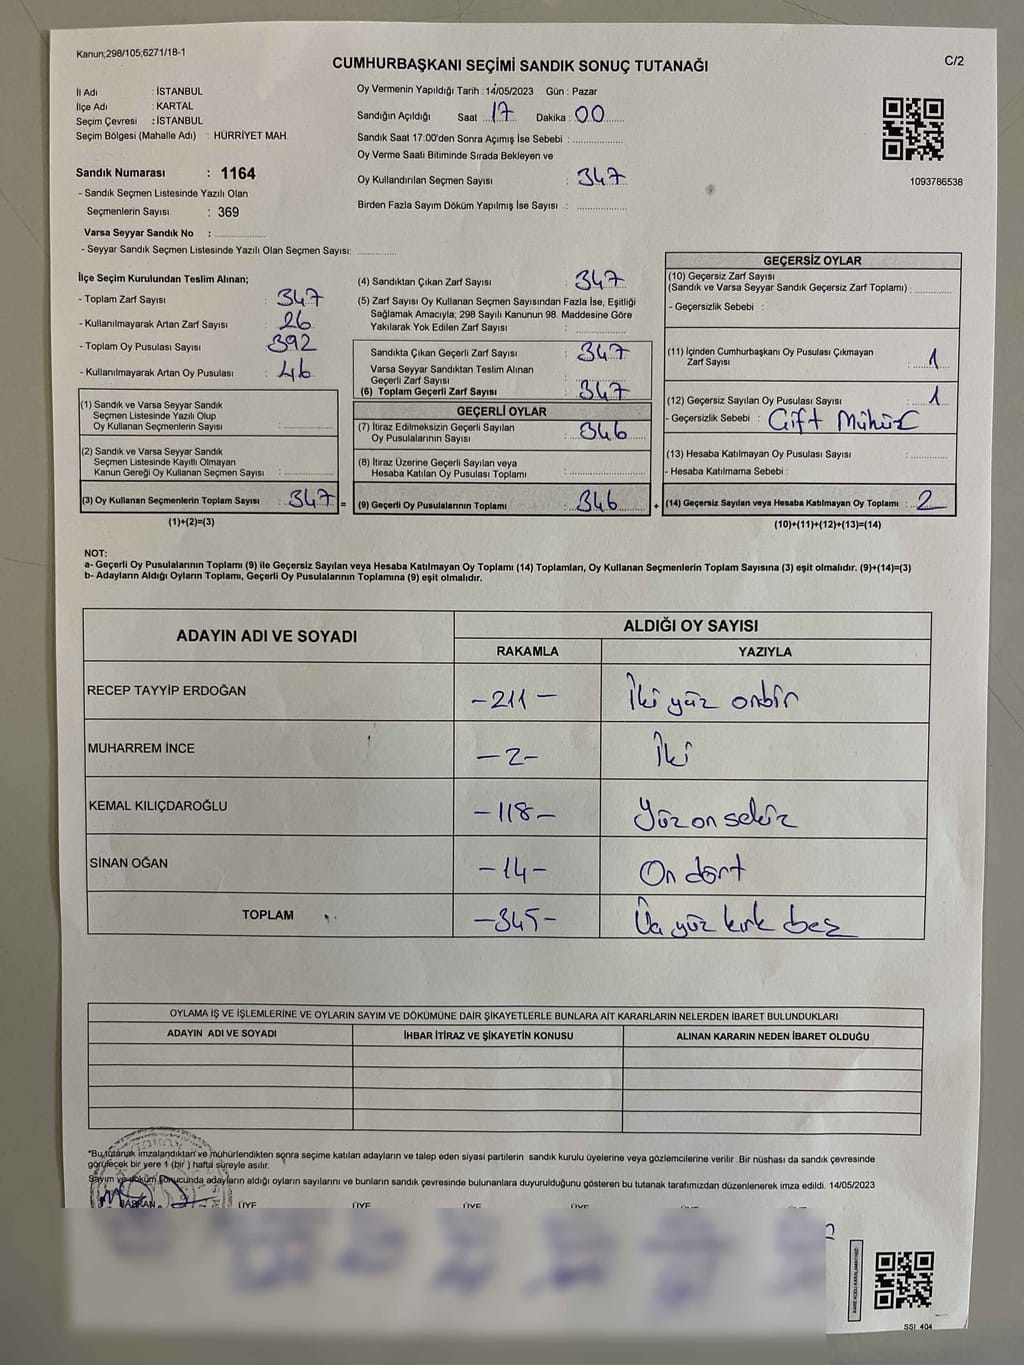 Kanun;298/105,6271/18-1
CUMHURBAŞKANI SEÇİMİ SANDIK SONUÇ TUTANAĞI
C/2
İl Adı : İSTANBUL
İlçe Adı : KARTAL
Seçim Çevresi : İSTANBUL
Seçim Bölgesi (Mahalle Adı) : HÜRRİYET MAH.
Sandık Numarası : 1164
- Sandık Seçmen Listesinde Yazılı Olan
Seçmenlerin Sayısı : 369
Varsa Seyyar Sandık No :
- Seyyar Sandık Seçmen Listesinde Yazılı Olan Seçmen Sayısı:
Oy Vermenin Yapıldığı Tarih : 14/05/2023 Gün : Pazar
Sandığın Açıldığı Saat : 17 Dakika : 00
Sandık Saat 17:00'den Sonra Açımış İse Sebebi :
Oy Verme Saati Bitiminde Sırada Bekleyen ve
Oy Kullandırılan Seçmen Sayısı : 347
Birden Fazla Sayım Döküm Yapılmış İse Sayısı :
1093786538
İlçe Seçim Kurulundan Teslim Alınan;
- Toplam Zarf Sayısı : 347
- Kullanılmayarak Artan Zarf Sayısı : 26
- Toplam Oy Pusulası Sayısı : 392
- Kullanılmayarak Artan Oy Pusulası : 46
(1) Sandık ve Varsa Seyyar Sandık
Seçmen Listesinde Yazılı Olup
Oy Kullanan Seçmenlerin Sayısı :
(2) Sandık ve Varsa Seyyar Sandık
Seçmen Listesinde Kayıtlı Olmayan
Kanun Gereği Oy Kullanan Seçmen Sayısı :
(3) Oy Kullanan Seçmenlerin Toplam Sayısı : 347 =
(1)+(2)=(3)
(4) Sandıktan Çıkan Zarf Sayısı : 347
(5) Zarf Sayısı Oy Kullanan Seçmen Sayısından Fazla İse, Eşitliği
Sağlamak Amacıyla; 298 Sayılı Kanunun 98. Maddesine Göre
Yakılarak Yok Edilen Zarf Sayısı :
Sandıkta Çıkan Geçerli Zarf Sayısı : 347
Varsa Seyyar Sandıktan Teslim Alınan
Geçerli Zarf Sayısı :
(6) Toplam Geçerli Zarf Sayısı : 347
GEÇERLİ OYLAR
(7) İtiraz Edilmeksizin Geçerli Sayılan
Oy Pusulalarının Sayısı : 346
(8) İtiraz Üzerine Geçerli Sayılan veya
Hesaba Katılan Oy Pusulası Toplamı :
(9) Geçerli Oy Pusulalarının Toplamı : 346 +
GEÇERSİZ OYLAR
(10) Geçersiz Zarf Sayısı
(Sandık ve Varsa Seyyar Sandık Geçersiz Zarf Toplamı) :
- Geçersizlik Sebebi :
(11) İçinden Cumhurbaşkanı Oy Pusulası Çıkmayan
Zarf Sayısı : 1
(12) Geçersiz Sayılan Oy Pusulası Sayısı : 1
- Geçersizlik Sebebi : Çift Mühür
(13) Hesaba Katılmayan Oy Pusulası Sayısı :
- Hesaba Katılmama Sebebi :
(14) Geçersiz Sayılan veya Hesaba Katılmayan Oy Toplamı : 2
(10)+(11)+(12)+(13)=(14)
NOT:
a- Geçerli Oy Pusulalarının Toplamı (9) ile Geçersiz Sayılan veya Hesaba Katılmayan Oy Toplamı (14) Toplamları, Oy Kullanan Seçmenlerin Toplam Sayısına (3) eşit olmalıdır. (9)+(14)=(3)
b- Adayların Aldığı Oyların Toplamı, Geçerli Oy Pusulalarının Toplamına (9) eşit olmalıdır.
ADAYIN ADI VE SOYADI
ALDIĞI OY SAYISI
RAKAMLA YAZIYLA
RECEP TAYYİP ERDOĞAN -211- İki yüz onbir
MUHARREM İNCE -2- İki
KEMAL KILIÇDAROĞLU -118- Yüz on sekiz
SİNAN OĞAN -14- On dört
TOPLAM -345- Üç yüz kırk beş
OYLAMA İŞ VE İŞLEMLERİNE VE OYLARIN SAYIM VE DÖKÜMÜNE DAİR ŞİKAYETLERLE BUNLARA AİT KARARLARIN NELERDEN İBARET BULUNDUKLARI
ADAYIN ADI VE SOYADI İHBAR İTİRAZ VE ŞİKAYETİN KONUSU ALINAN KARARIN NEDEN İBARET OLDUĞU
*Bu tutanak imzalandıktan ve mühürlendikten sonra seçime katılan adayların ve talep eden siyasi partilerin sandık kurulu üyelerine veya gözlemcilerine verilir .Bir nüshası da sandık çevresinde
görülecek bir yere 1 (bir ) hafta süreyle asılır.
Sayım ve döküm sonucunda adayların aldığı oyların sayılarını ve bunların sandık çevresinde bulunanlara duyurulduğunu gösteren bu tutanak tarafımızdan düzenlenerek imza edildi. 14/05/2023
BAŞKAN ÜYE ÜYE ÜYE ÜYE
SSI_404